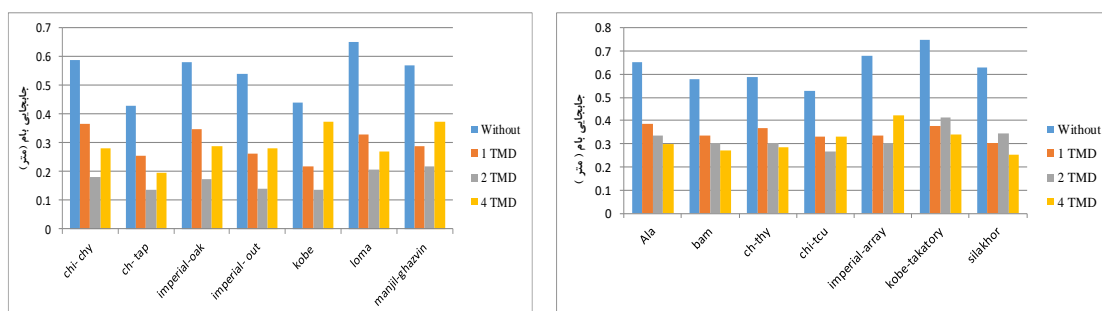 0.7
0.6
0.5
0.4
0.3
0.2
0.1
0
جابجایی بام (متر)
chi- chy
ch- tap
imperial-oak
imperial- out
kobe
loma
manjil-ghazvin
Without
1 TMD
2 TMD
4 TMD
0.8
0.7
0.6
0.5
0.4
0.3
0.2
0.1
0
جابجایی بام ( متر )
Ala
bam
ch-thy
chi-tcu
imperial-array
kobe-takatory
silakhor
Without
1 TMD
2 TMD
4 TMD